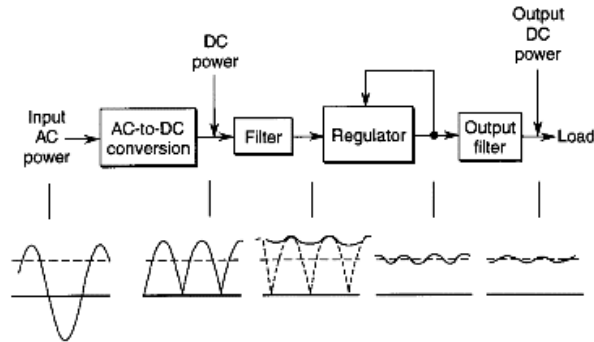 Output
DC
power
DC
power
Input
AC
power
AC-to-DC
conversion
Filter
Regulator
Output
filter
Load